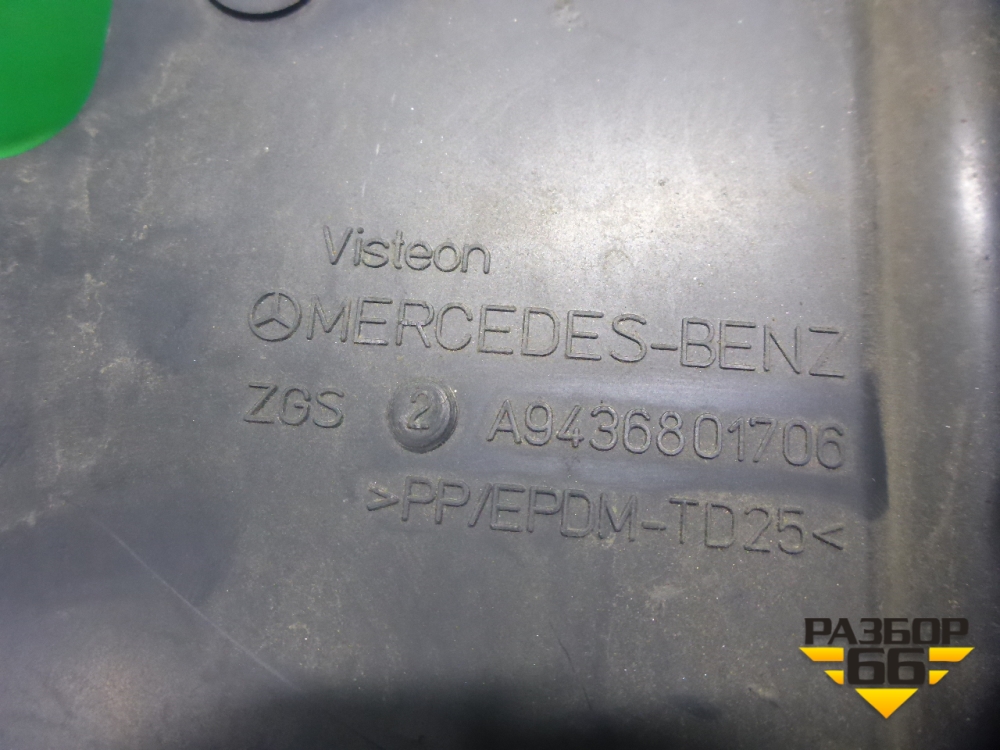 Visteon
MERCEDES-BENZ
ZGS 2 A9436801706
>PP/EPDM-TD25<
РАЗБОР
66